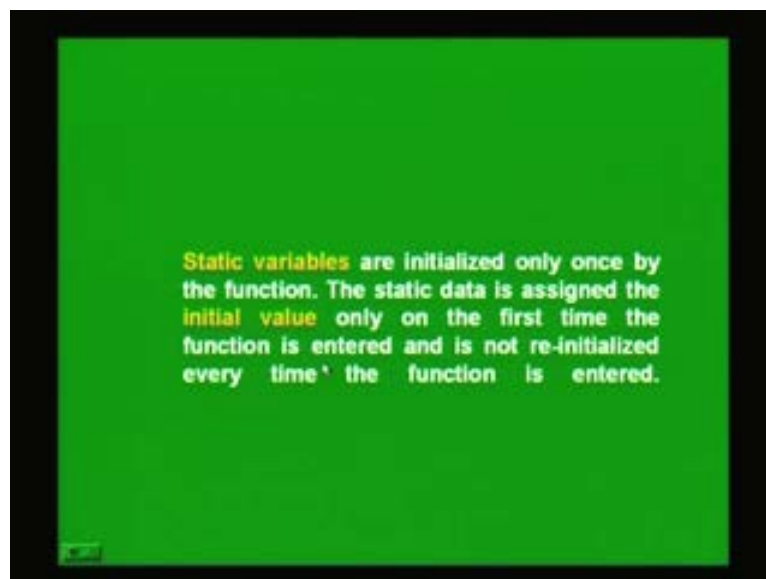 Static variables are initialized only once by
the function. The static data is assigned the
initial value only on the first time the
function is entered and is not re-initialized
every time the function is entered.